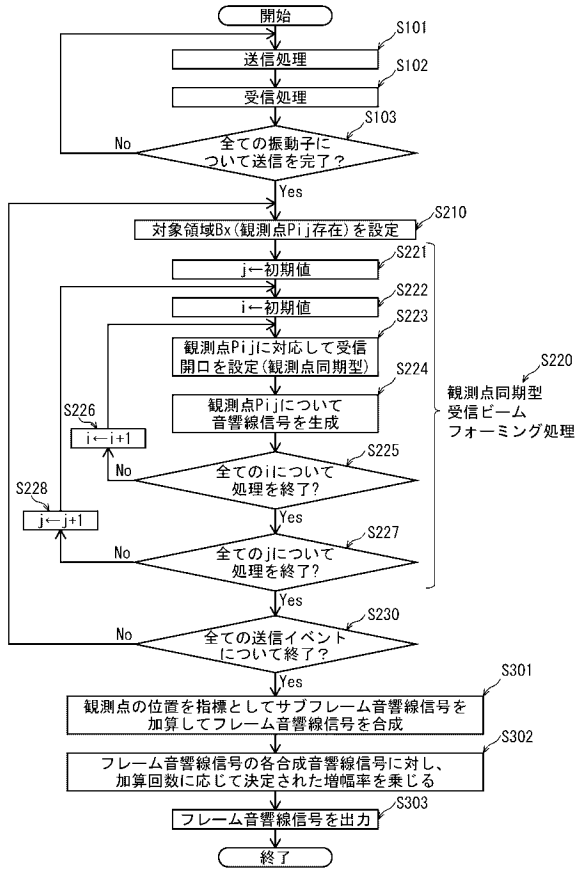 開始
S101
送信処理
S102
受信処理
S103
全ての振動子に
ついて送信を完了?
No
Yes
S210
対象領域Bx(観測点Pij存在)を設定
S221
j←初期値
S222
i←初期値
S223
観測点Pijに対応して受信
開口を設定(観測点同期型)
S224
観測点Pijについて
音響線信号を生成
S220
観測点同期型
受信ビーム
フォーミング処理
S226
i←i+1
S225
全てのiについて
処理を終了?
No
Yes
S228
j←j+1
S227
全てのjについて
処理を終了?
No
Yes
S230
全ての送信イベント
について終了?
No
Yes
S301
観測点の位置を指標としてサブフレーム音響線信号を
加算してフレーム音響線信号を合成
S302
フレーム音響線信号の各合成音響線信号に対し、
加算回数に応じて決定された増幅率を乗じる
S303
フレーム音響線信号を出力
終了